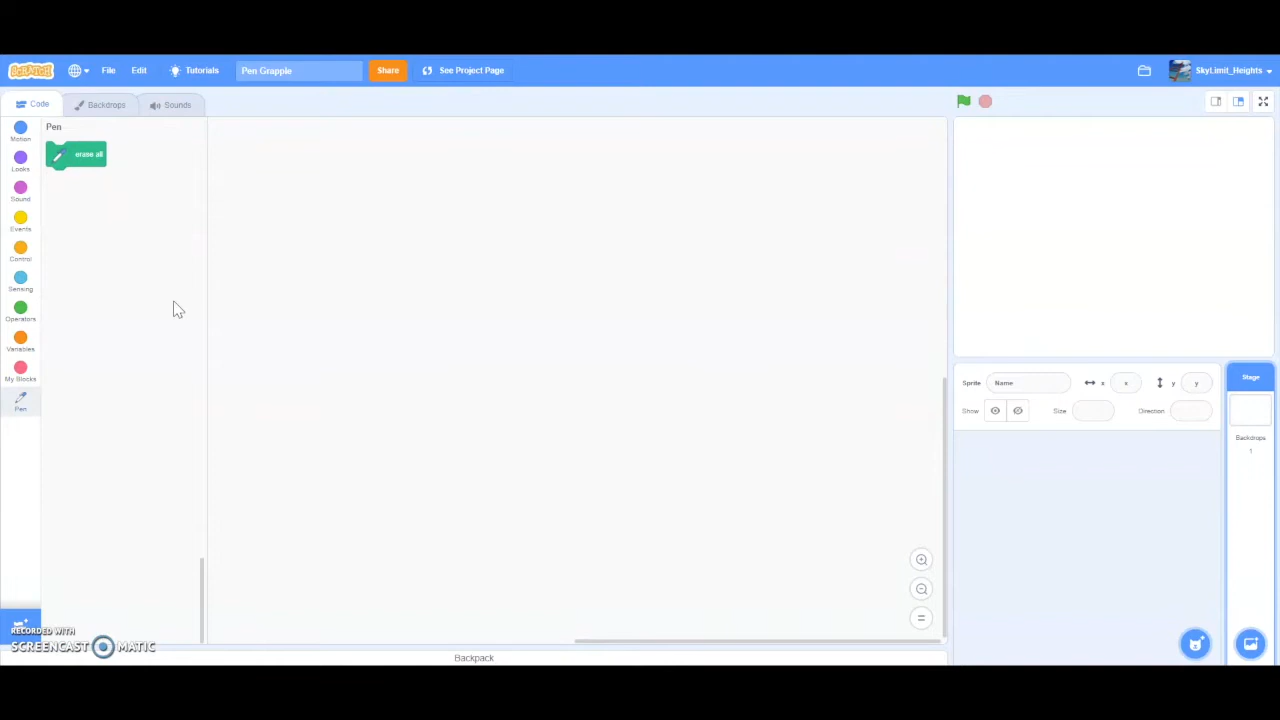 SCRATCH
File
Edit
Tutorials
Pen Grapple
Share
See Project Page
SkyLimit_Heights
Code
Backdrops
Sounds
Motion
Looks
Sound
Events
Control
Sensing
Operators
Variables
My Blocks
Pen
Pen
erase all
Sprite
Name
x
x
y
y
Show
Size
Direction
Stage
Backdrops
1
Backpack
RECORDED WITH
SCREENCAST MATIC